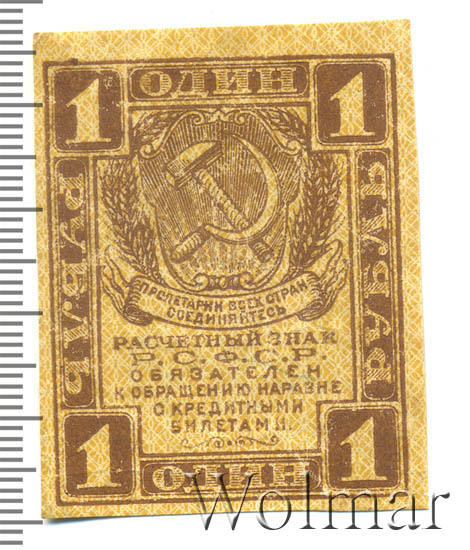 1 ОДИН 1
РУБЛЬ
РУБЛЬ
ПРОЛЕТАРИИ ВСЕХ СТРАН
СОЕДИНЯЙТЕСЬ
РАСЧЕТНЫЙ ЗНАК
Р.С.Ф.С.Р.
ОБЯЗАТЕЛЕН
К ОБРАЩЕНИЮ НАРАВНЕ
С КРЕДИТНЫМИ
БИЛЕТАМИ.
1 ОДИН 1
Wolmar